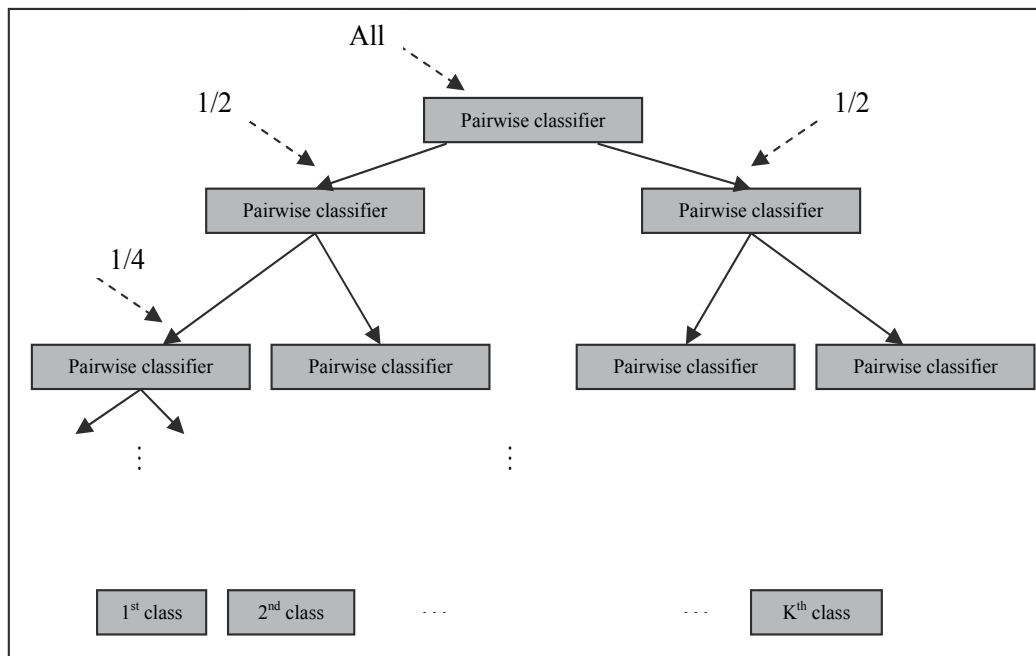 All
1/2
1/2
Pairwise classifier
Pairwise classifier
Pairwise classifier
1/4
Pairwise classifier
Pairwise classifier
Pairwise classifier
Pairwise classifier
⋮
⋮
1st class
2nd class
...
...
Kth class